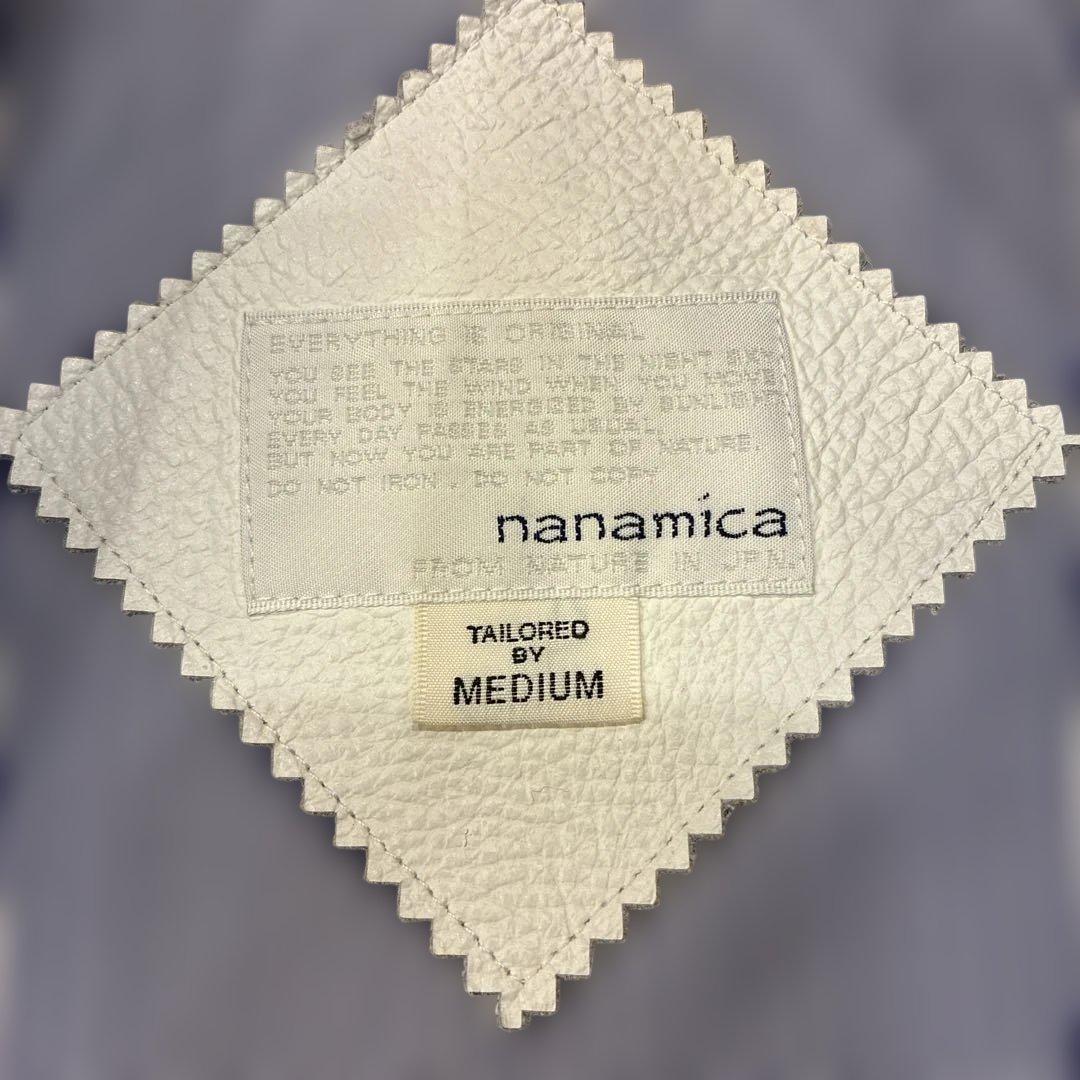 EVERYTHING IS ORIGINAL
YOU SEE THE STARS IN THE NIGHT SKY
YOU FEEL THE WIND WHEN YOU MOVE
YOUR BODY IS ENERGIZED BY SUNLIGHT
EVERY DAY PASSES AS USUAL,
BUT NOW YOU ARE PART OF NATURE.
DO NOT IRON. DO NOT COPY
nanamica
FROM NATURE IN JPN.
TAILORED
BY
MEDIUM